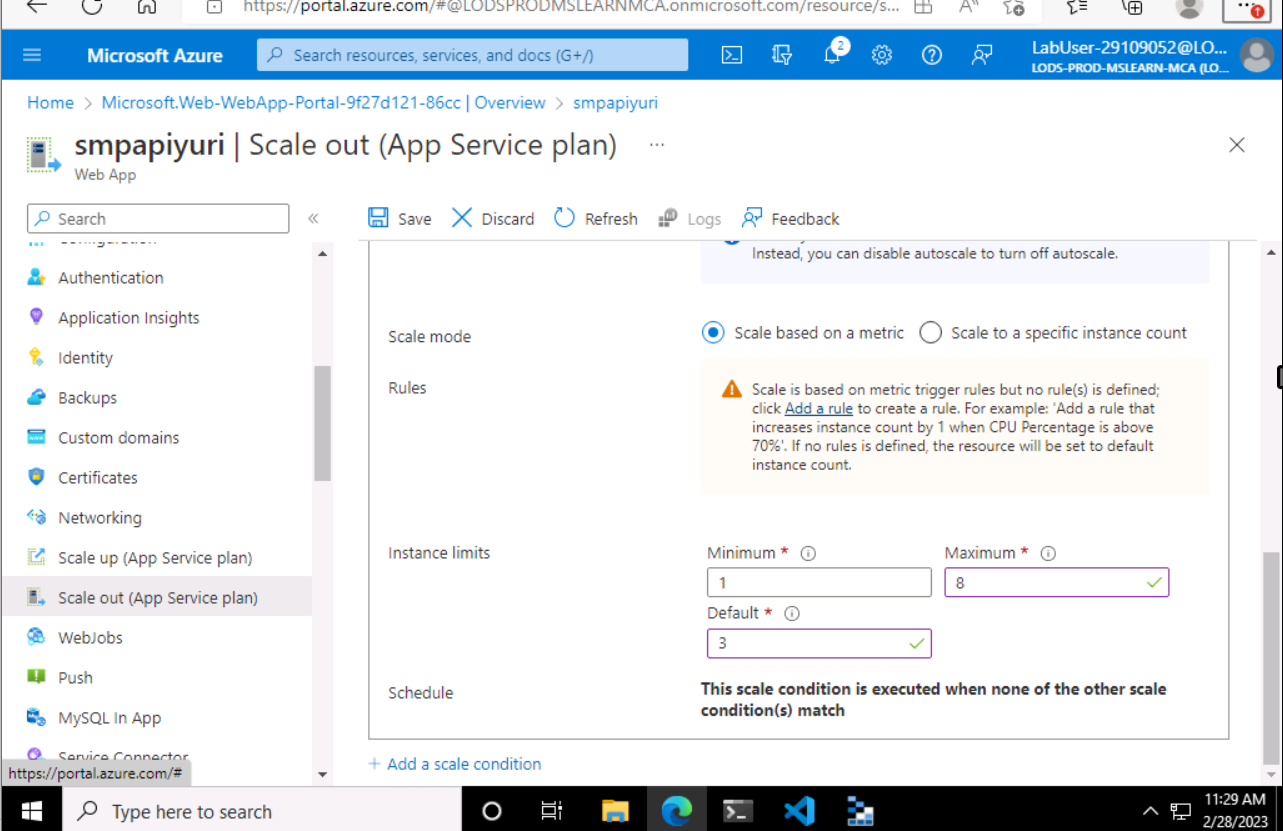 https://portal.azure.com/#@LODSPRODMSLEARNMCA.onmicrosoft.com/resource/s...
Microsoft Azure
Search resources, services, and docs (G+/)
2
LabUser-29109052@LO...
LODS-PROD-MSLEARN-MCA (LO...
Home > Microsoft.Web-WebApp-Portal-9f27d121-86cc | Overview > smpapiyuri
smpapiyuri | Scale out (App Service plan) ...
Web App
Search
«
Save
Discard
Refresh
Logs
Feedback
Configuration
Authentication
Application Insights
Identity
Backups
Custom domains
Certificates
Networking
Scale up (App Service plan)
Scale out (App Service plan)
WebJobs
Push
MySQL In App
Service Connector
https://portal.azure.com/#
Instead, you can disable autoscale to turn off autoscale.
Scale mode
Scale based on a metric
Scale to a specific instance count
Rules
Scale is based on metric trigger rules but no rule(s) is defined;
click Add a rule to create a rule. For example: 'Add a rule that
increases instance count by 1 when CPU Percentage is above
70%'. If no rules is defined, the resource will be set to default
instance count.
Instance limits
Minimum *
Maximum *
1
8
Default *
3
Schedule
This scale condition is executed when none of the other scale
condition(s) match
+ Add a scale condition
Type here to search
11:29 AM
2/28/2023